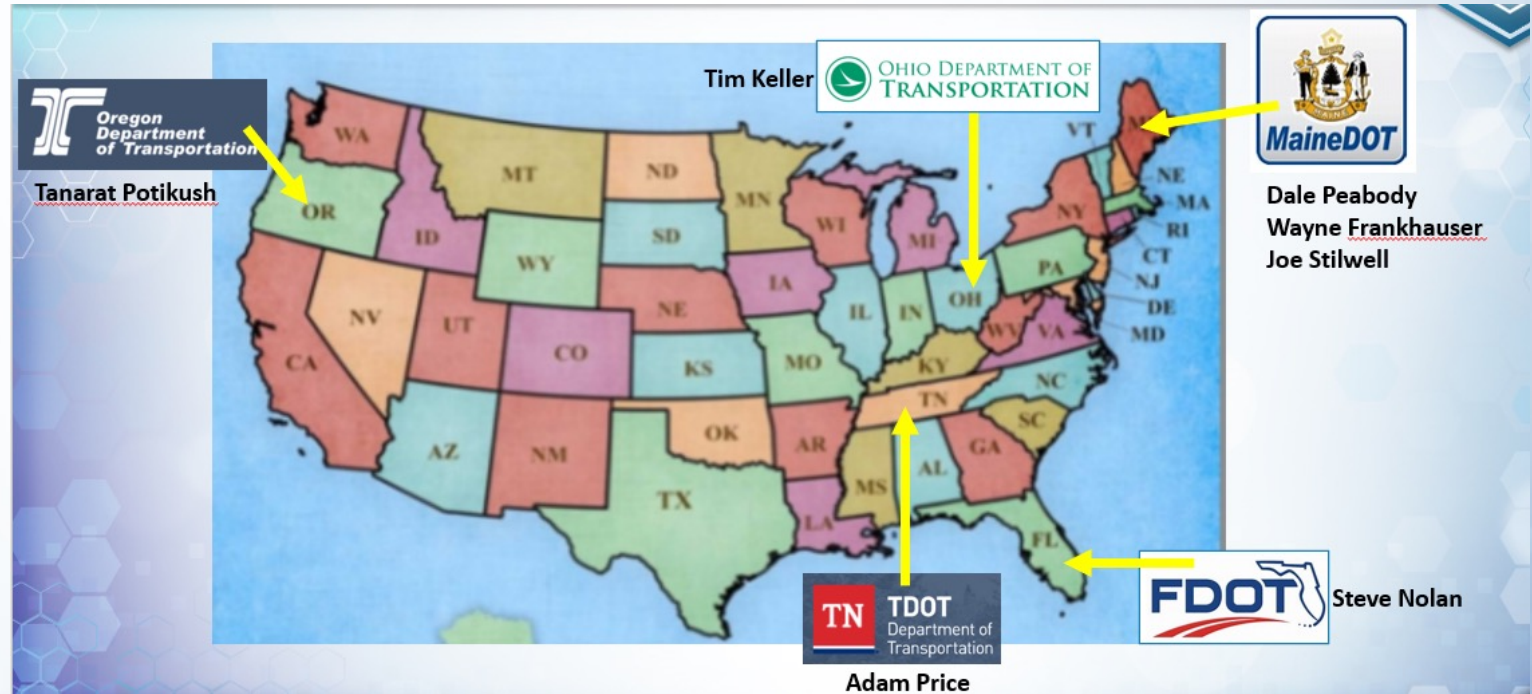 Oregon
Department
of Transportation
Tanarat Potikush
Tim Keller
OHIO DEPARTMENT OF
TRANSPORTATION
MaineDOT
Dale Peabody
Wayne Frankhauser
Joe Stilwell
WA
OR
CA
NV
ID
MT
WY
UT
CO
AZ
NM
ND
SD
NE
KS
OK
TX
MN
IA
MO
AR
LA
WI
IL
MI
IN
OH
KY
TN
MS
AL
GA
FL
SC
NC
VA
WV
PA
NY
VT
NE
MA
RI
CT
NJ
DE
MD
TN
TDOT
Department of
Transportation
Adam Price
FDOT
Steve Nolan